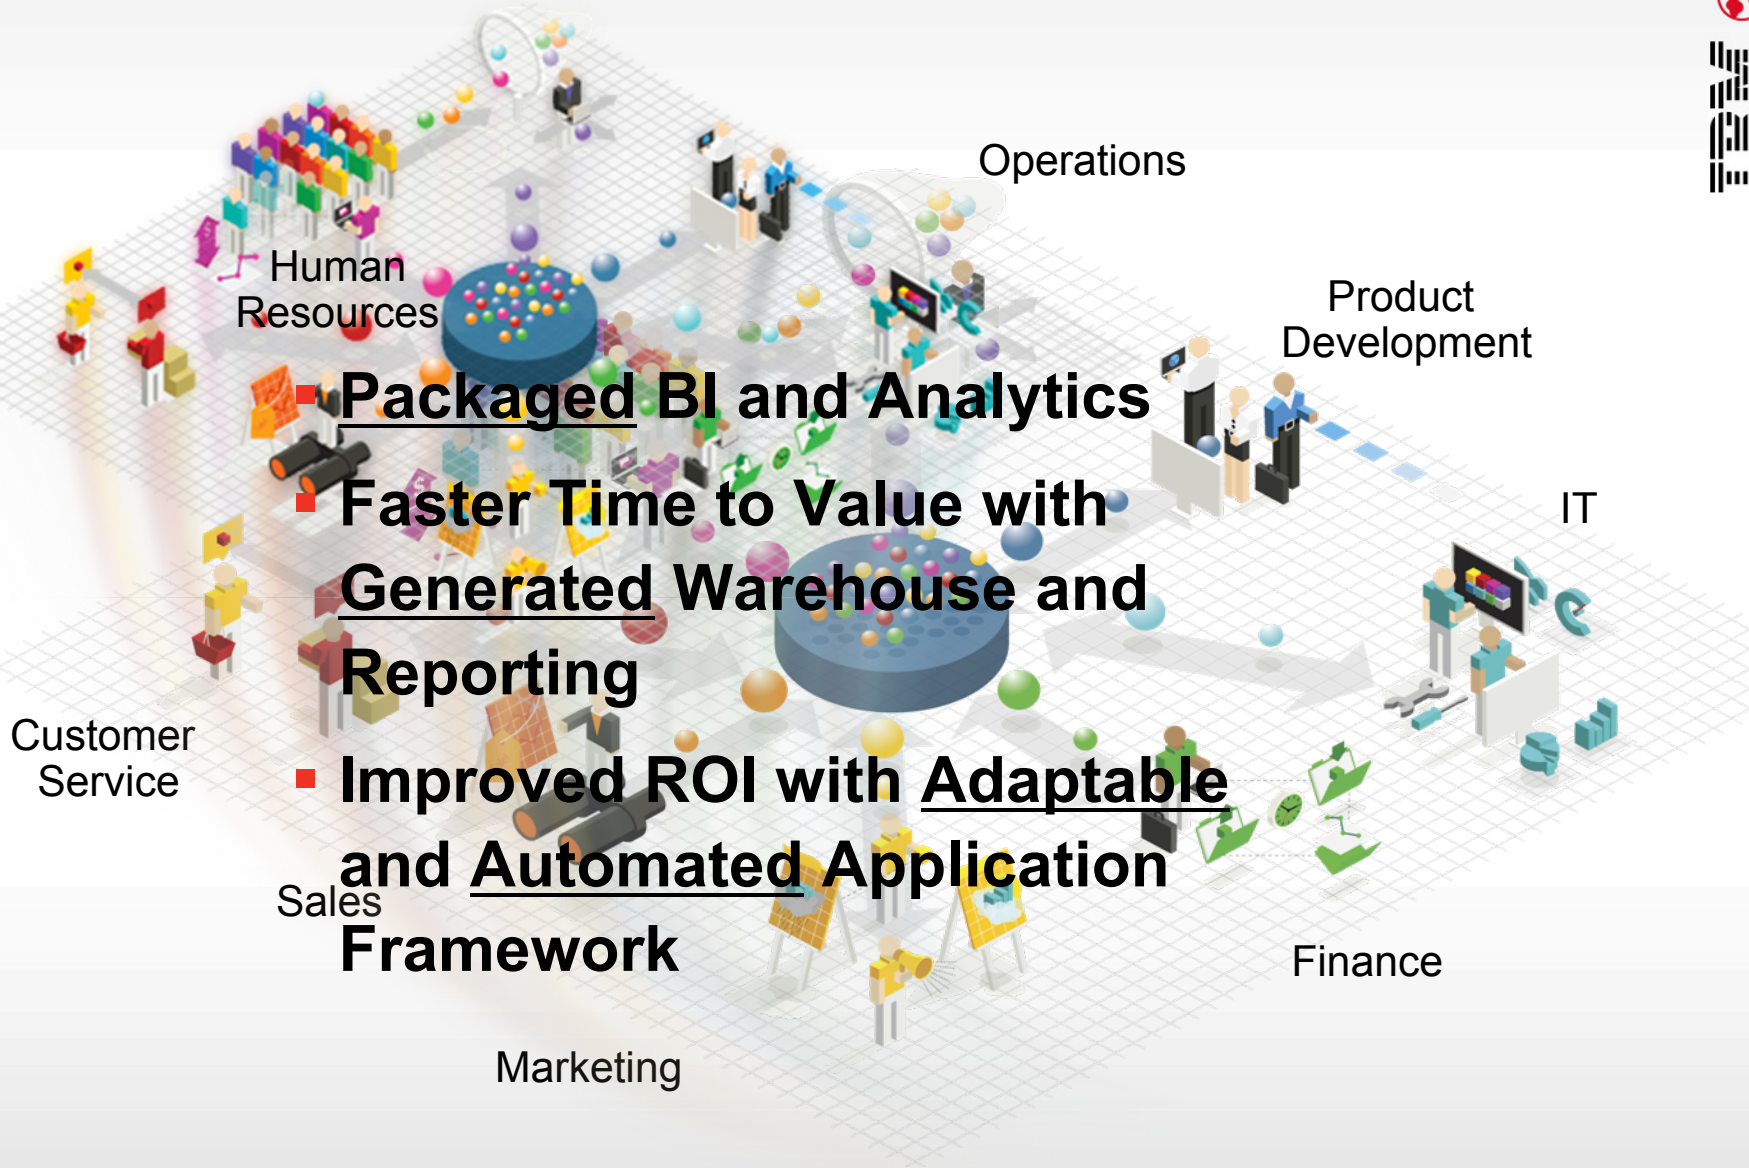 Operations
Human
Resources
Product
Development
▪ Packaged BI and Analytics
▪ Faster Time to Value with
Generated Warehouse and
Reporting
IT
Customer
Service
▪ Improved ROI with Adaptable
and Automated Application
Framework
Sales
Finance
Marketing
IBM